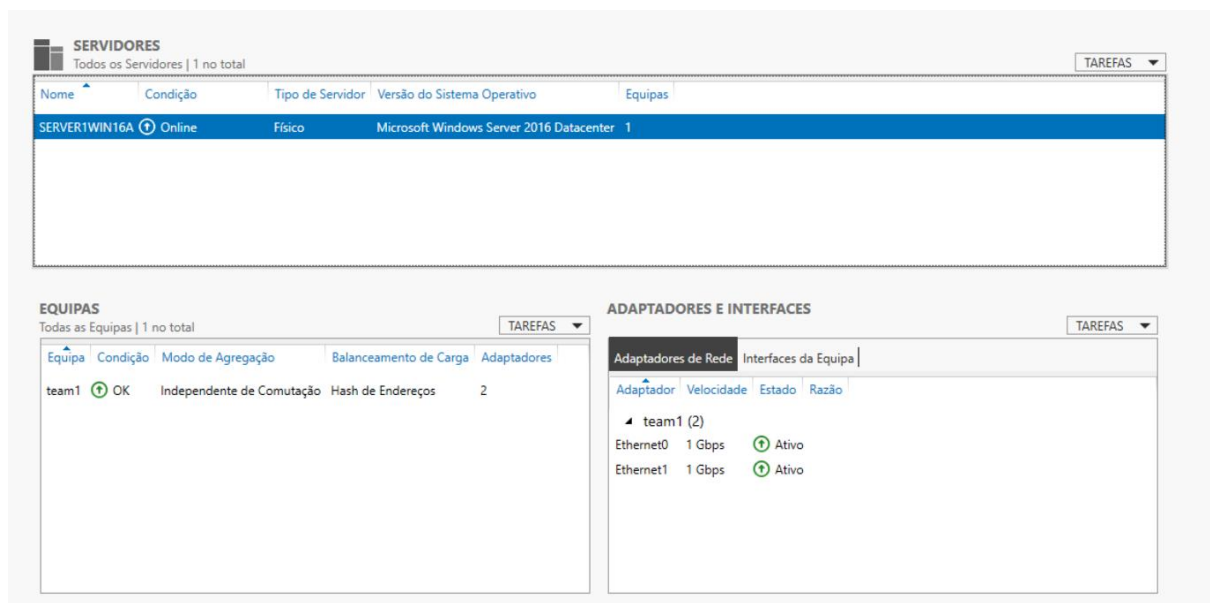 SERVIDORES
Todos os Servidores | 1 no total
TAREFAS
Nome Condição Tipo de Servidor Versão do Sistema Operativo Equipas
SERVER1WIN16A Online Físico Microsoft Windows Server 2016 Datacenter 1
EQUIPAS
Todas as Equipas | 1 no total
TAREFAS
Equipa Condição Modo de Agregação Balanceamento de Carga Adaptadores
team1 OK Independente de Comutação Hash de Endereços 2
ADAPTADORES E INTERFACES
TAREFAS
Adaptadores de Rede Interfaces da Equipa
Adaptador Velocidade Estado Razão
team1 (2)
Ethernet0 1 Gbps Ativo
Ethernet1 1 Gbps Ativo